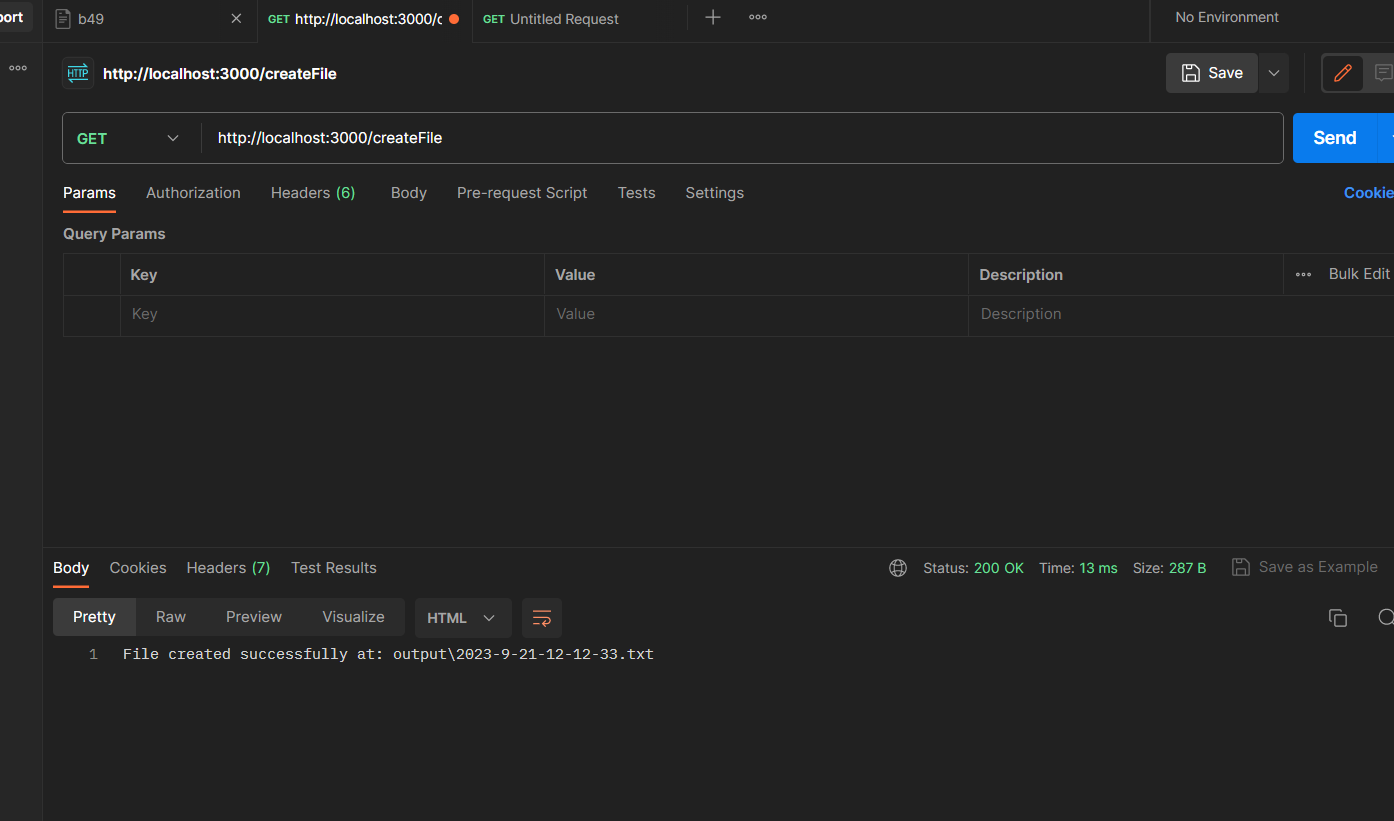 port
b49
GET http://localhost:3000/c
GET Untitled Request
No Environment
HTTP http://localhost:3000/createFile
Save
GET
http://localhost:3000/createFile
Send
Params Authorization Headers (6) Body Pre-request Script Tests Settings
Cookie
Query Params
Key Value Description Bulk Edit
Key Value Description
Body Cookies Headers (7) Test Results
Status: 200 OK Time: 13 ms Size: 287 B Save as Example
Pretty Raw Preview Visualize HTML
1 File created successfully at: output\2023-9-21-12-12-33.txt